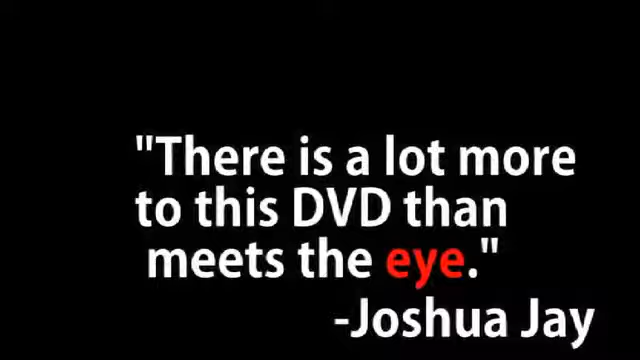 "There is a lot more
to this DVD than
meets the eye."
-Joshua Jay